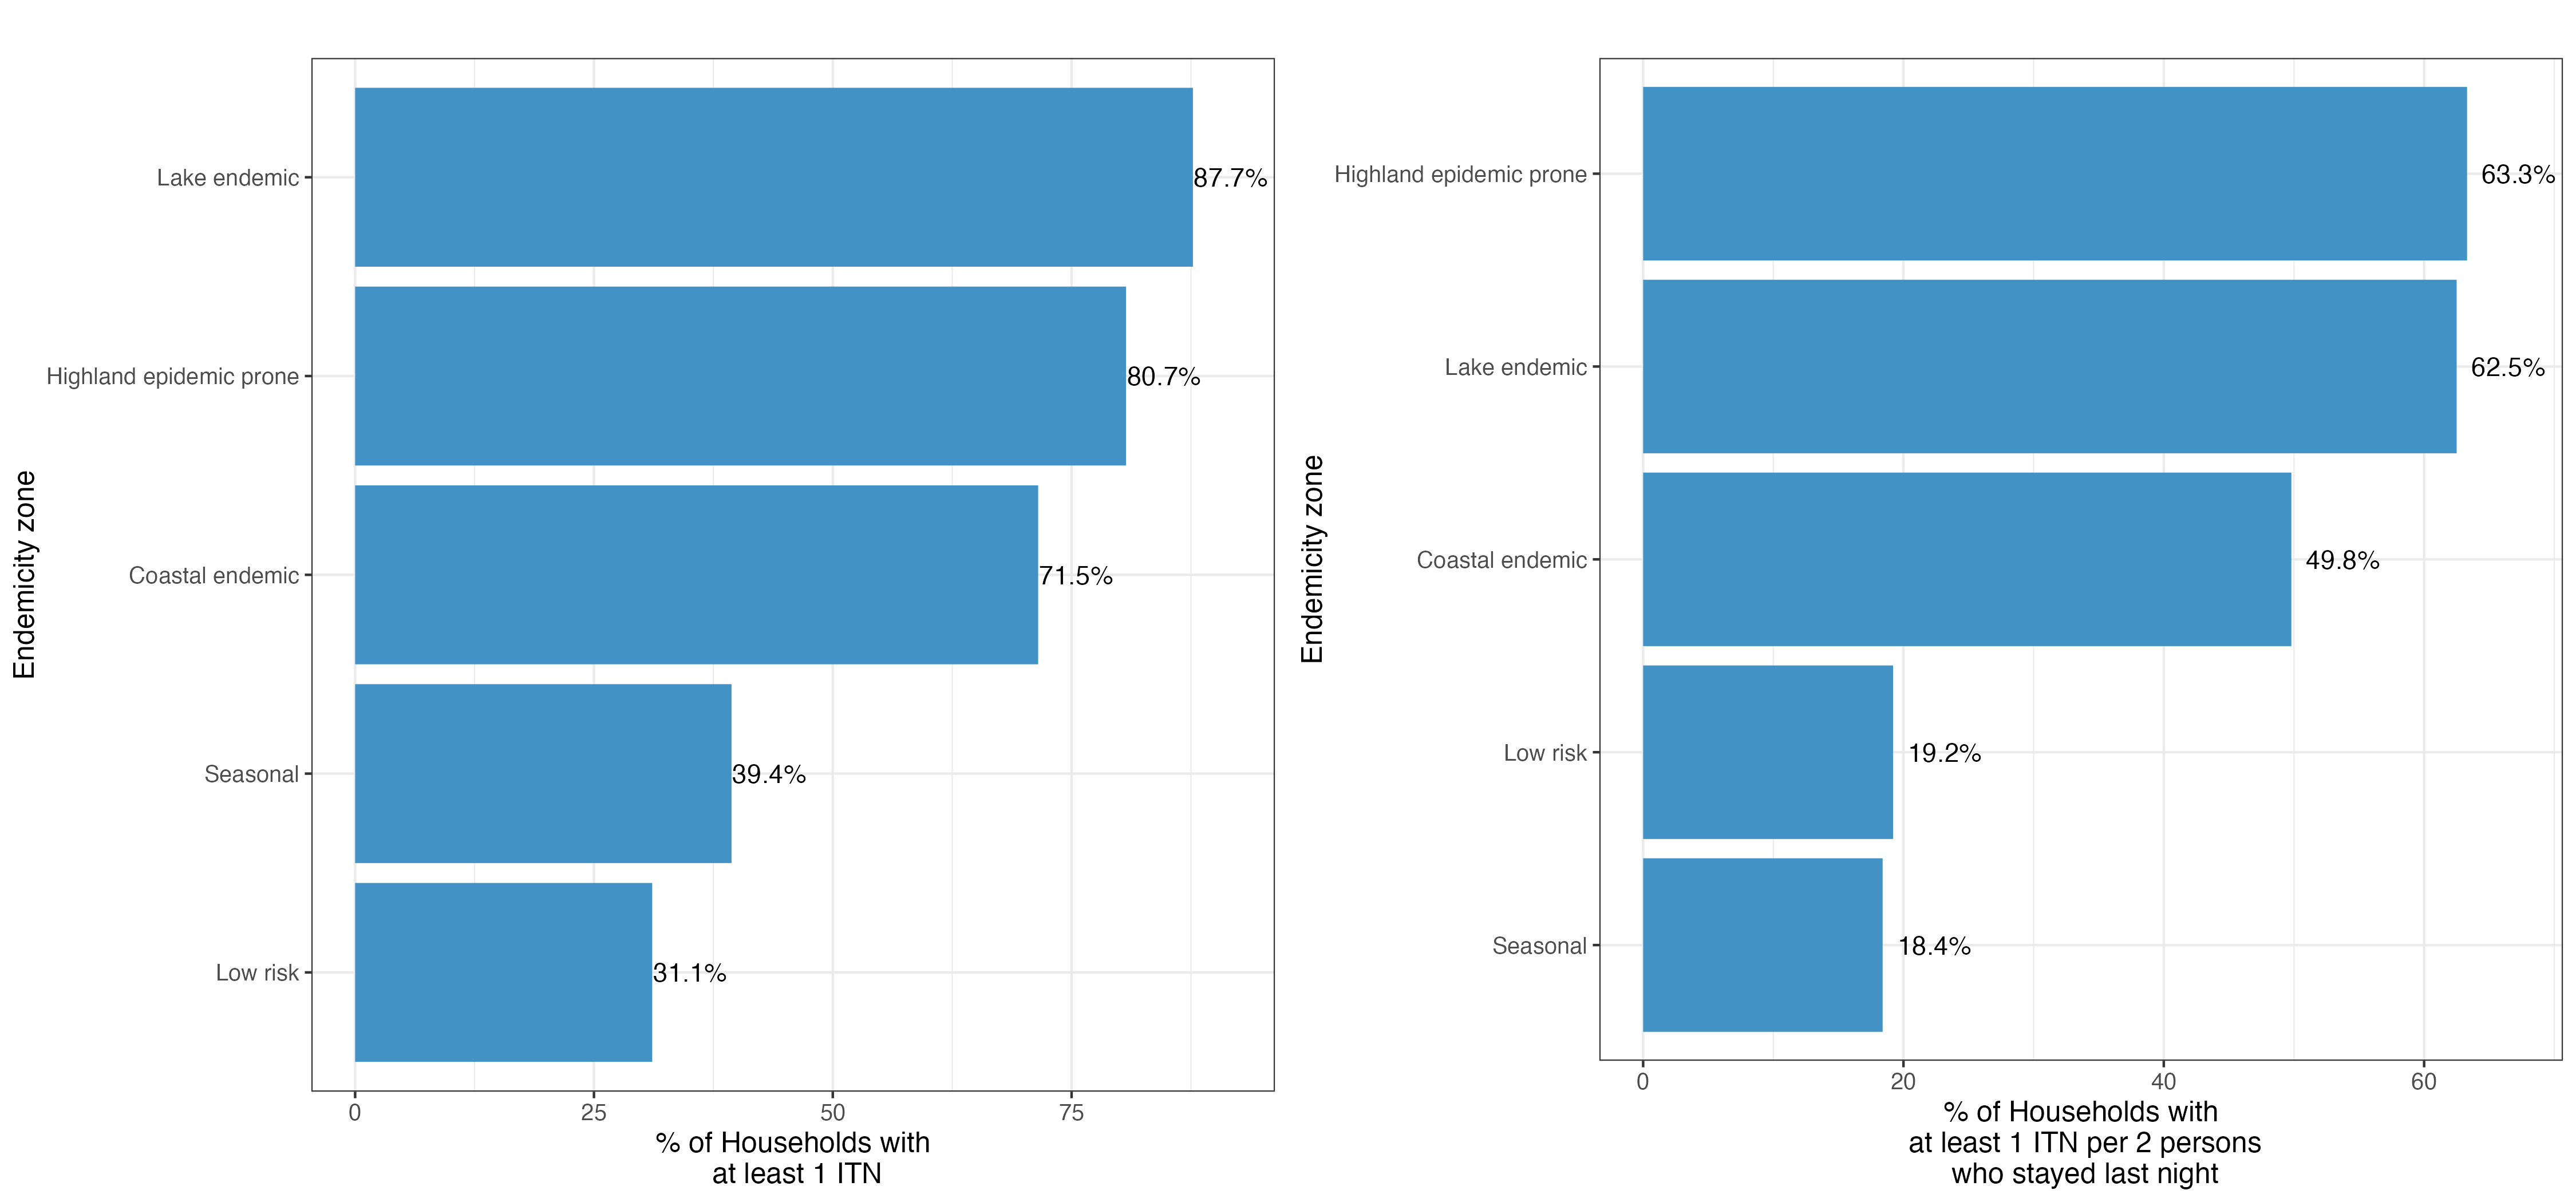 Endemicity zone
Lake endemic
87.7%
Highland epidemic prone
80.7%
Coastal endemic
71.5%
Seasonal
39.4%
Low risk
31.1%
0
25
50
75
% of Households with
at least 1 ITN
Endemicity zone
Highland epidemic prone
63.3%
Lake endemic
62.5%
Coastal endemic
49.8%
Low risk
19.2%
Seasonal
18.4%
0
20
40
60
% of Households with
at least 1 ITN per 2 persons
who stayed last night